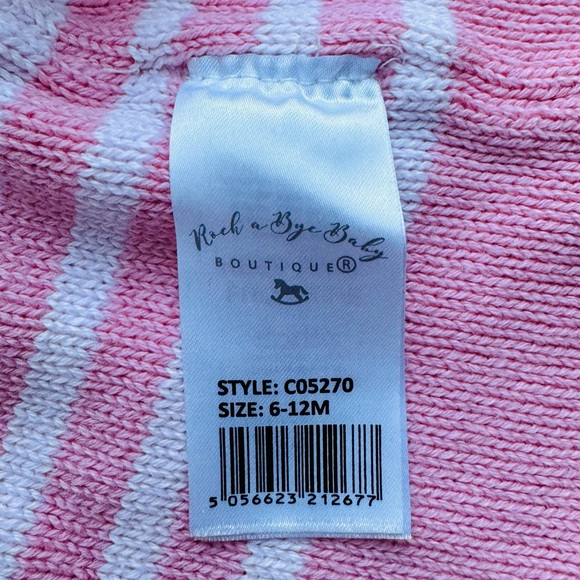 Rock a Bye Baby
BOUTIQUE®
STYLE: C05270
SIZE: 6-12M
5 056623 212677